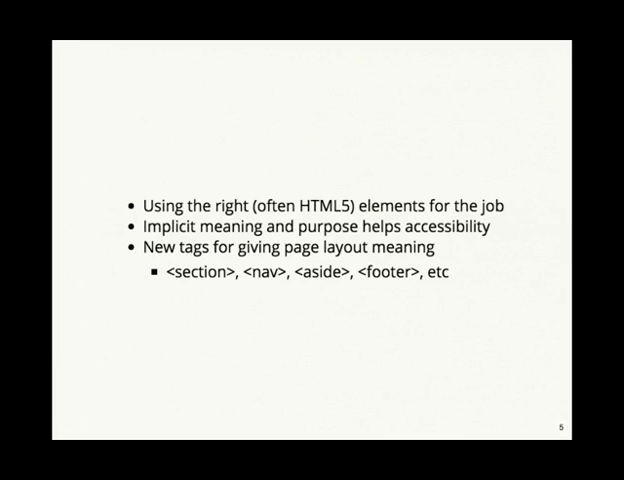 • Using the right (often HTML5) elements for the job
• Implicit meaning and purpose helps accessibility
• New tags for giving page layout meaning
▪ <section>, <nav>, <aside>, <footer>, etc
5